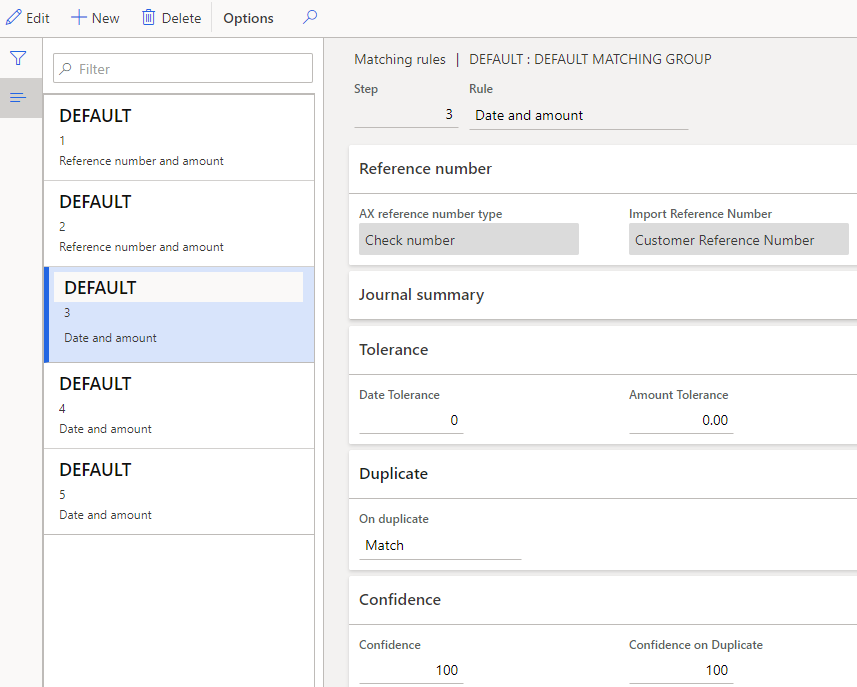 Edit New Delete Options
Filter
DEFAULT
1
Reference number and amount
DEFAULT
2
Reference number and amount
DEFAULT
3
Date and amount
DEFAULT
4
Date and amount
DEFAULT
5
Date and amount
Matching rules | DEFAULT : DEFAULT MATCHING GROUP
Step Rule
3 Date and amount
Reference number
AX reference number type Import Reference Number
Check number Customer Reference Number
Journal summary
Tolerance
Date Tolerance Amount Tolerance
0 0.00
Duplicate
On duplicate
Match
Confidence
Confidence Confidence on Duplicate
100 100